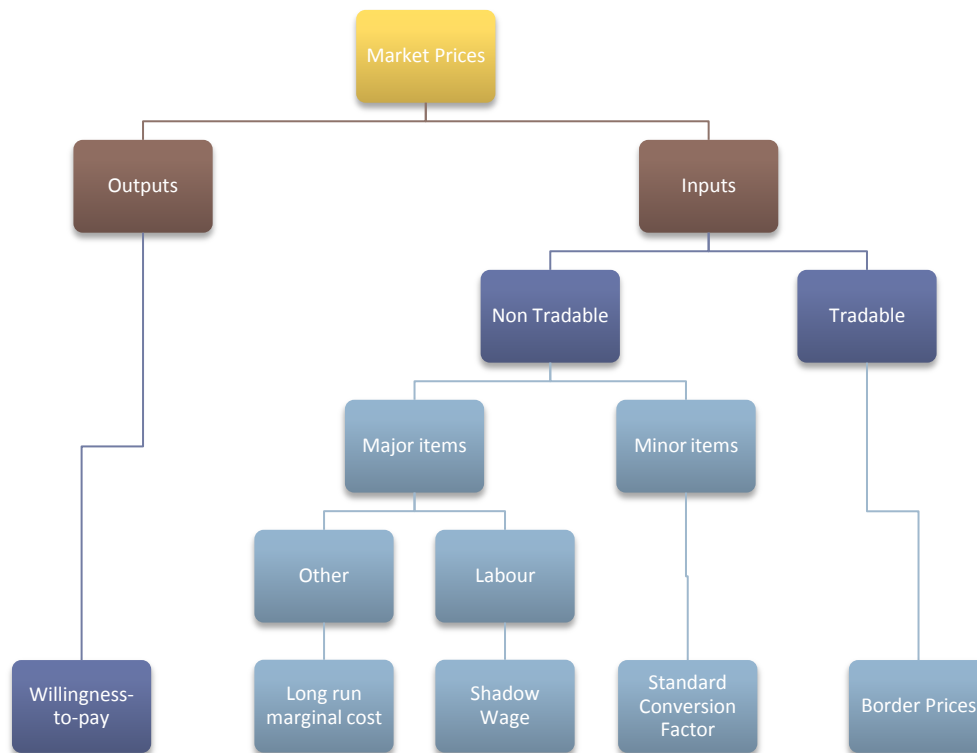 Market Prices
Outputs
Inputs
Non Tradable
Tradable
Major items
Minor items
Other
Labour
Willingness-
to-pay
Long run
marginal cost
Shadow
Wage
Standard
Conversion
Factor
Border Prices